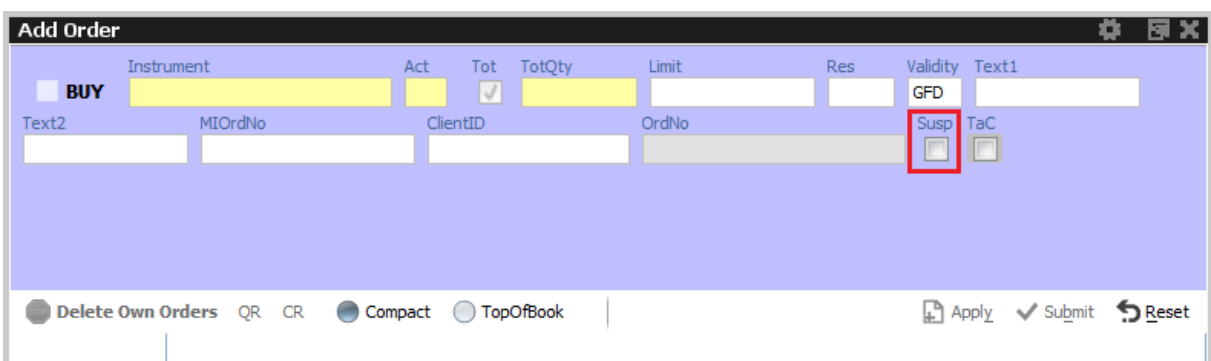 Add Order
Instrument Act Tot TotQty Limit Res Validity Text1
BUY GFD
Text2 MIOrdNo ClientID OrdNo Susp TaC
STOP Delete Own Orders QR CR Compact TopOfBook Apply Submit Reset